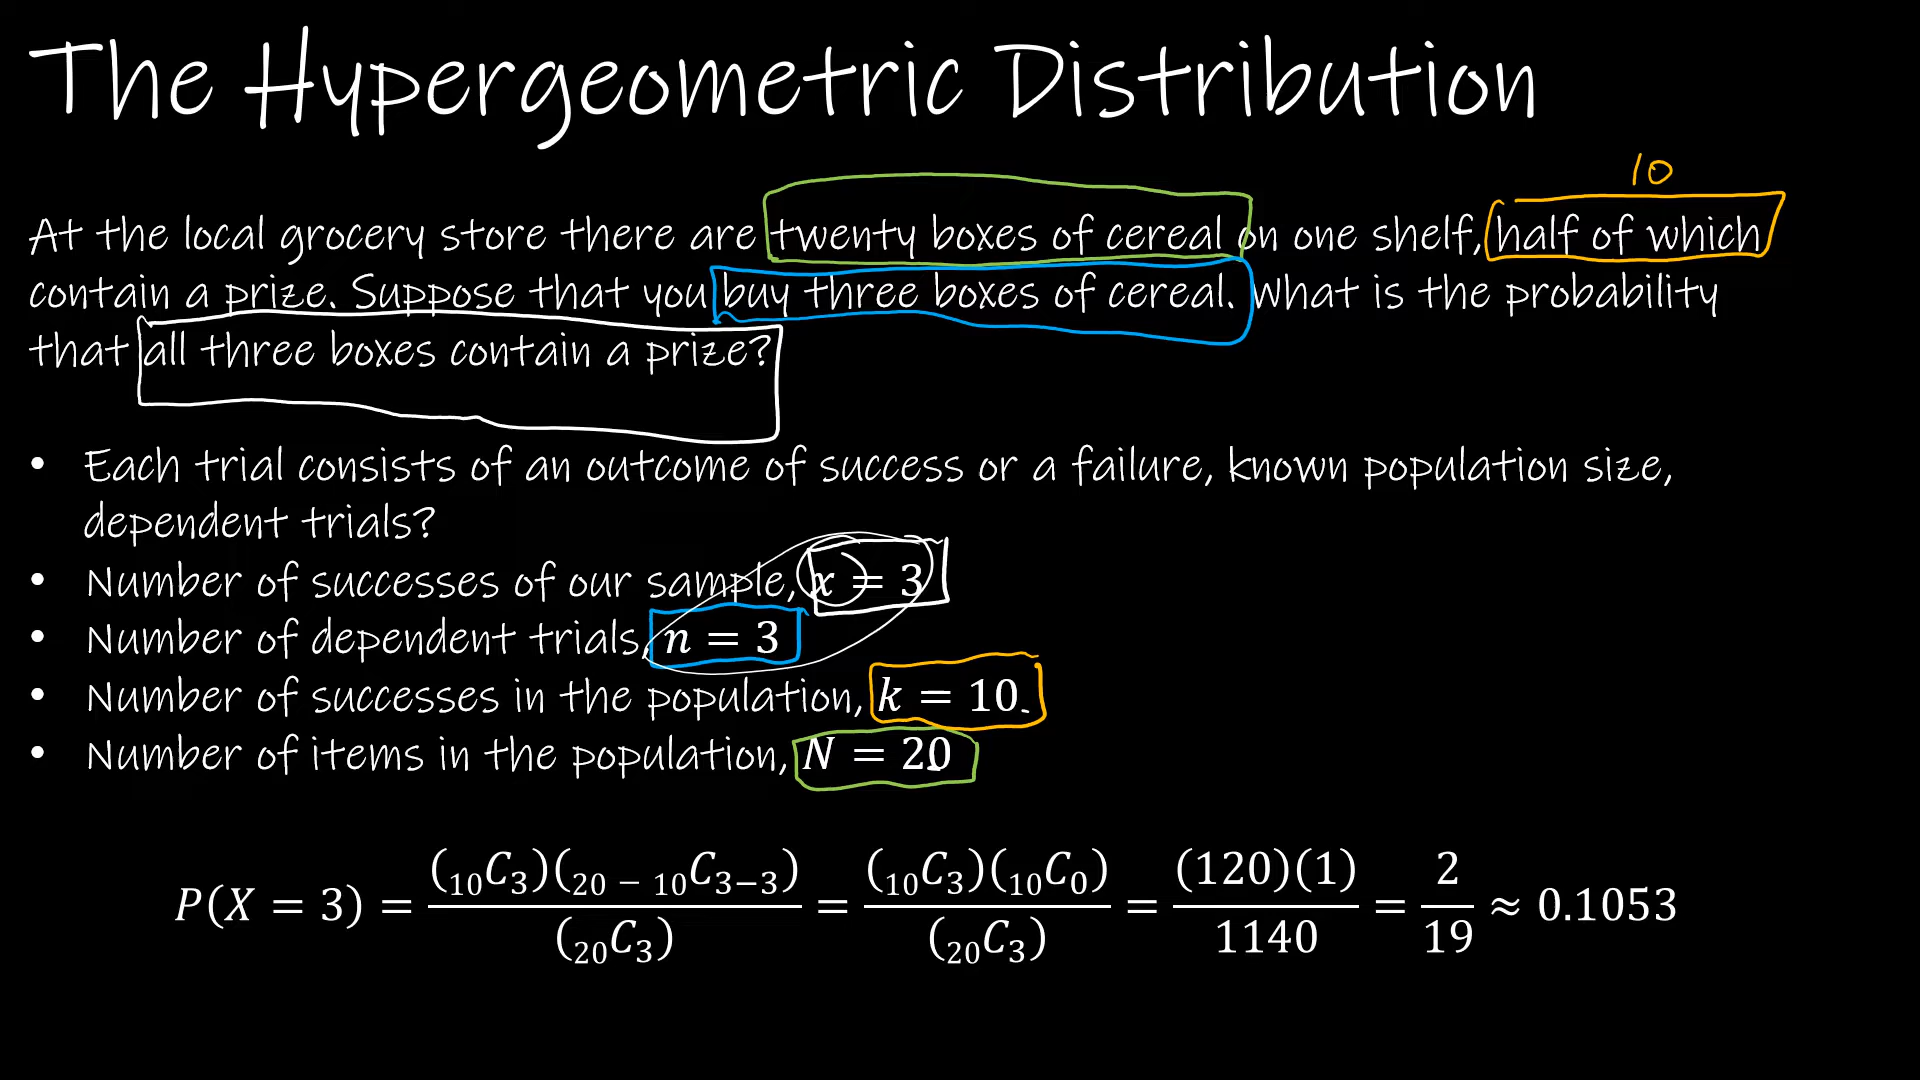 The Hypergeometric Distribution
10
At the local grocery store there are twenty boxes of cereal on one shelf, half of which
contain a prize. Suppose that you buy three boxes of cereal. What is the probability
that all three boxes contain a prize?
• Each trial consists of an outcome of success or a failure, known population size,
dependent trials?
• Number of successes of our sample, x = 3
• Number of dependent trials, n = 3
• Number of successes in the population, k = 10
• Number of items in the population, N = 20
P(X = 3) = (₁₀C₃)(₂₀ ₋ ₁₀C₃₋₃) / (₂₀C₃) = (₁₀C₃)(₁₀C₀) / (₂₀C₃) = (120)(1) / 1140 = 2 / 19 ≈ 0.1053